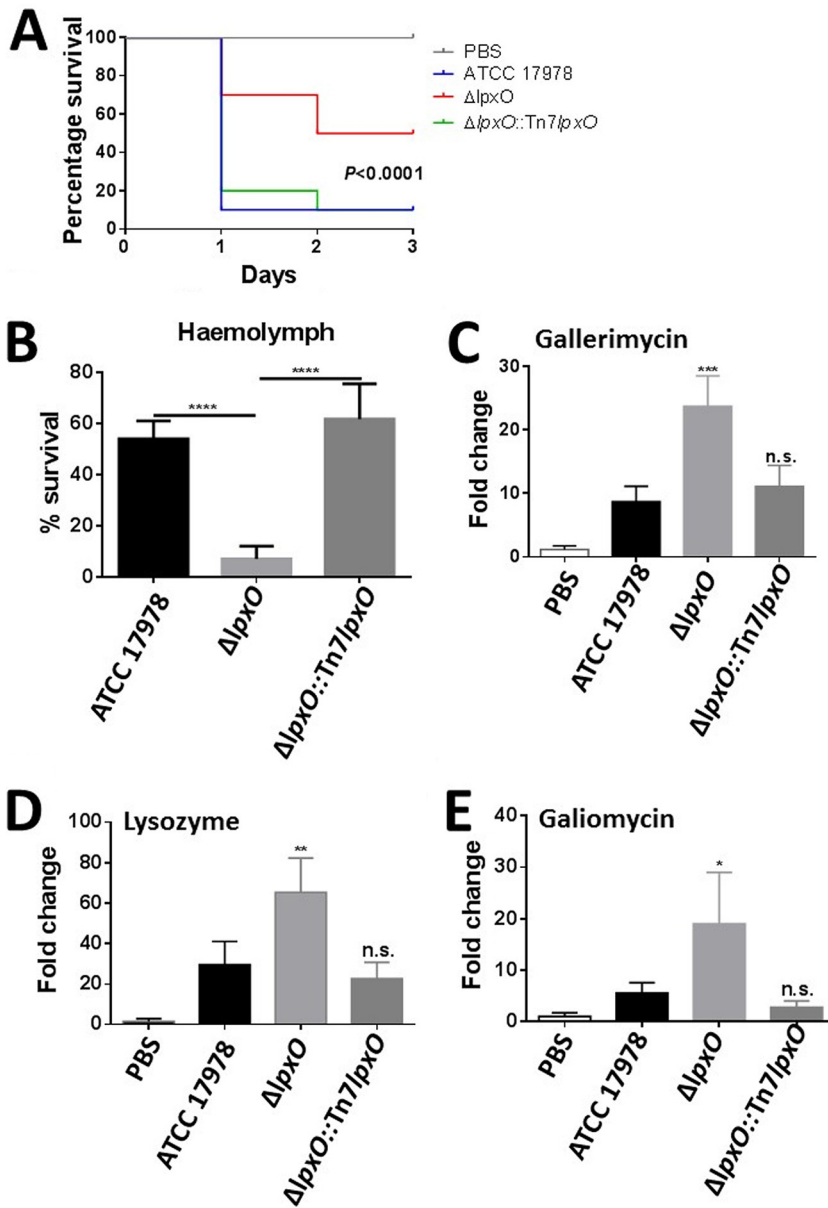 A
Percentage survival
100
80
60
40
20
0
0
1
2
3
Days
P<0.0001
PBS
ATCC 17978
ΔlpxO
ΔlpxO::Tn7lpxO
B
Haemolymph
% survival
80
60
40
20
0
****
****
ATCC 17978
ΔlpxO
ΔlpxO::Tn7lpxO
C
Gallerimycin
Fold change
30
20
10
0
***
n.s.
PBS
ATCC 17978
ΔlpxO
ΔlpxO::Tn7lpxO
D
Lysozyme
Fold change
100
80
60
40
20
0
**
n.s.
PBS
ATCC 17978
ΔlpxO
ΔlpxO::Tn7lpxO
E
Galiomycin
Fold change
40
30
20
10
0
*
n.s.
PBS
ATCC 17978
ΔlpxO
ΔlpxO::Tn7lpxO